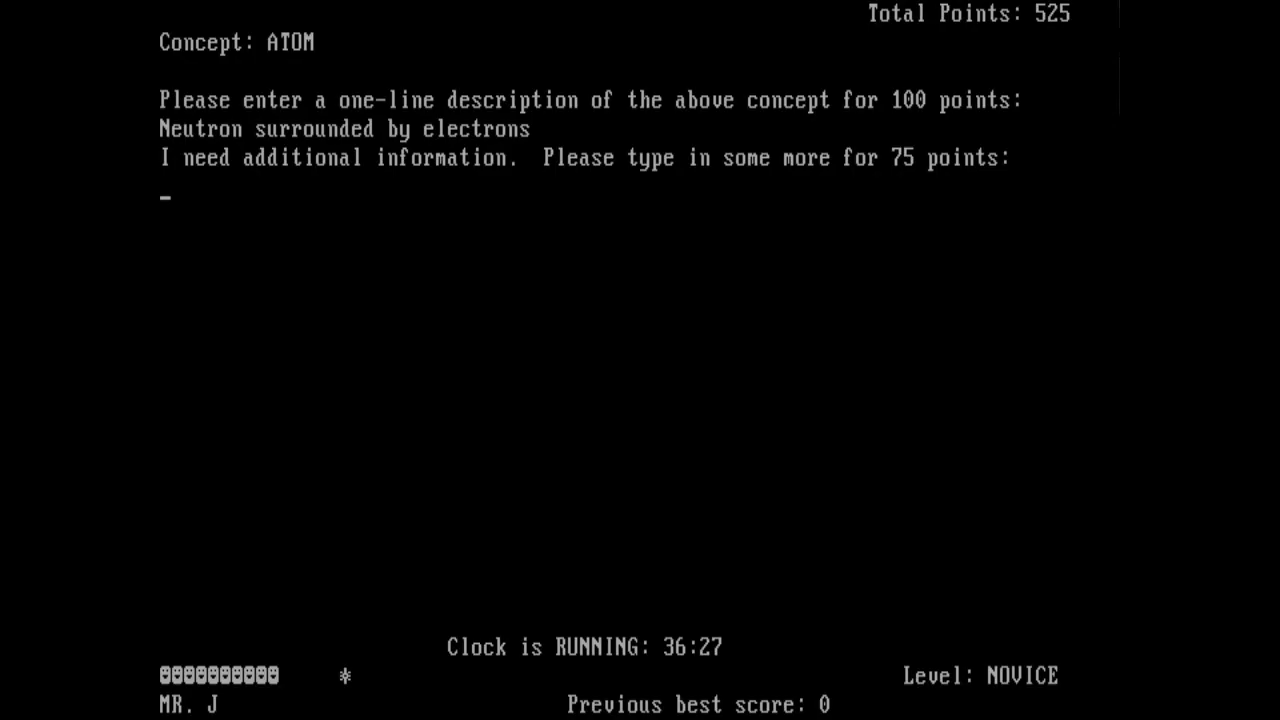 Total Points: 525
Concept: ATOM
Please enter a one-line description of the above concept for 100 points:
Neutron surrounded by electrons
I need additional information.  Please type in some more for 75 points:
_
Clock is RUNNING: 36:27
☻☻☻☻☻☻☻☻☻☻ * Level: NOVICE
MR. J Previous best score: 0